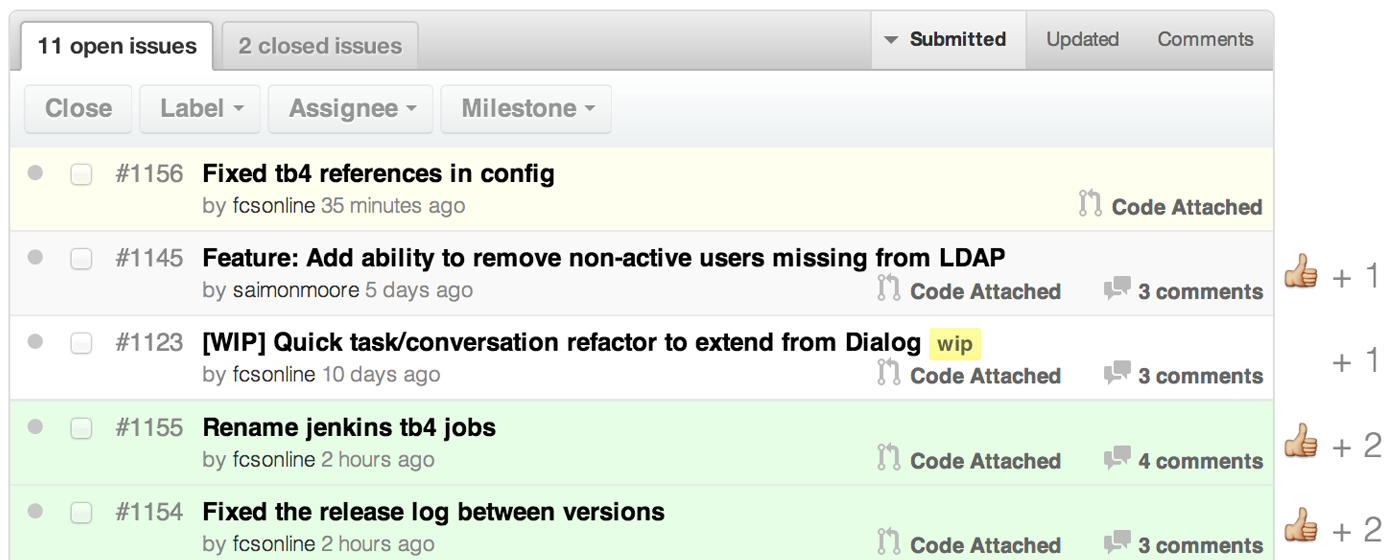 11 open issues 2 closed issues Submitted Updated Comments
Close Label Assignee Milestone
#1156 Fixed tb4 references in config
by fcsonline 35 minutes ago Code Attached
#1145 Feature: Add ability to remove non-active users missing from LDAP
by saimonmoore 5 days ago Code Attached 3 comments + 1
#1123 [WIP] Quick task/conversation refactor to extend from Dialog wip
by fcsonline 10 days ago Code Attached 3 comments + 1
#1155 Rename jenkins tb4 jobs
by fcsonline 2 hours ago Code Attached 4 comments + 2
#1154 Fixed the release log between versions
by fcsonline 2 hours ago Code Attached 3 comments + 2